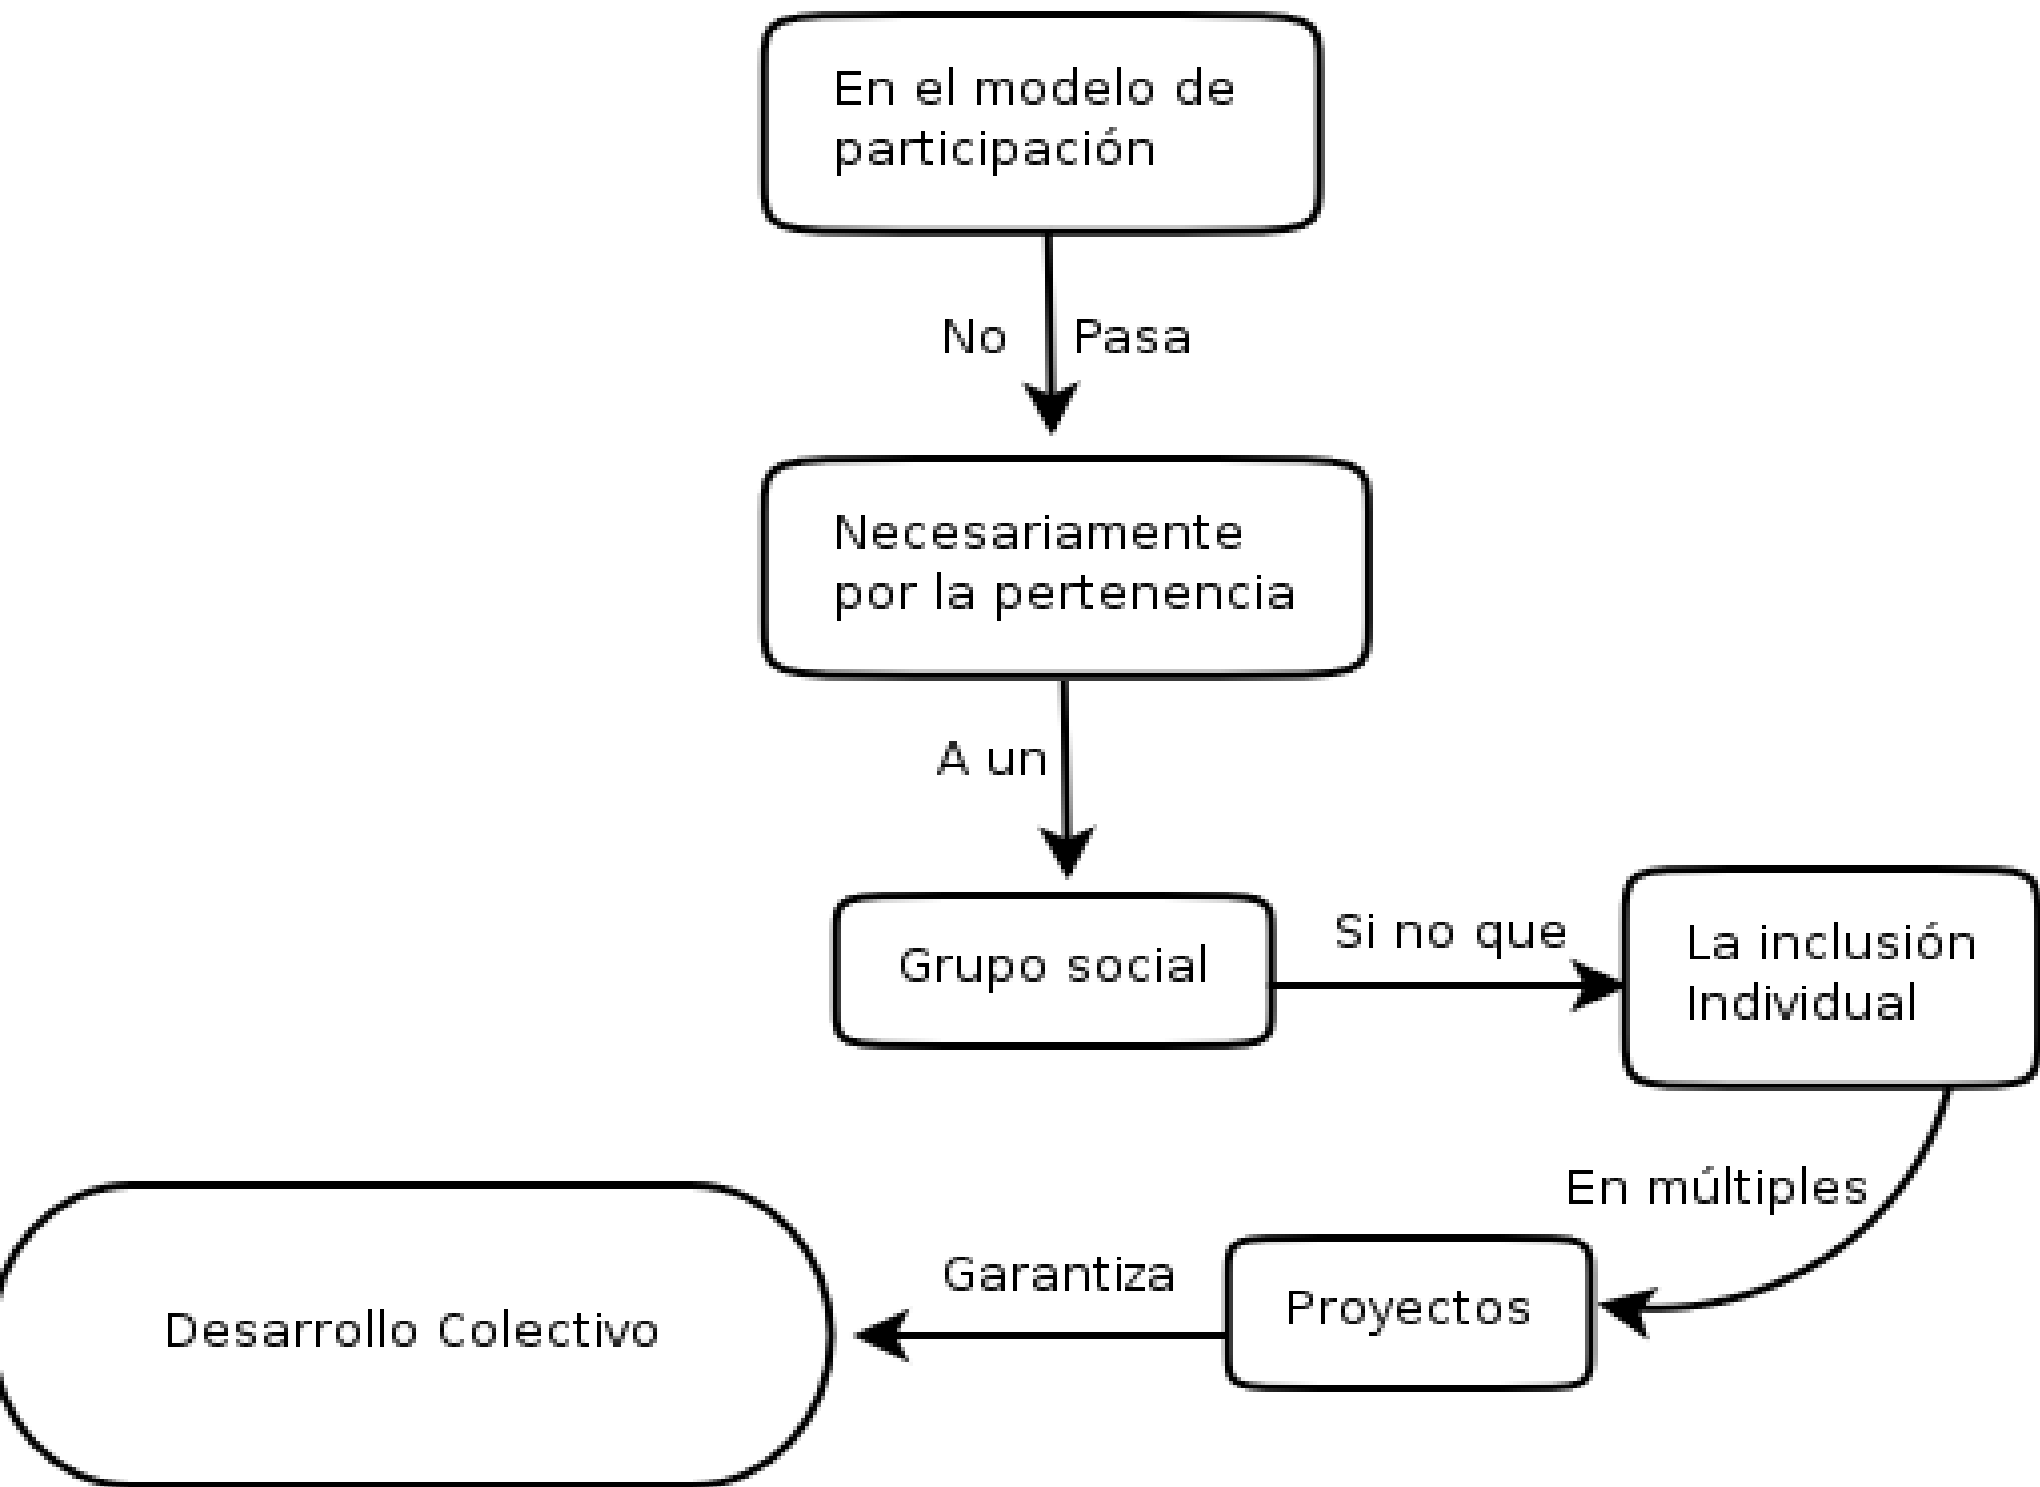 En el modelo de
participación
No Pasa
Necesariamente
por la pertenencia
A un
Grupo social
Si no que
La inclusión
Individual
En múltiples
Proyectos
Garantiza
Desarrollo Colectivo